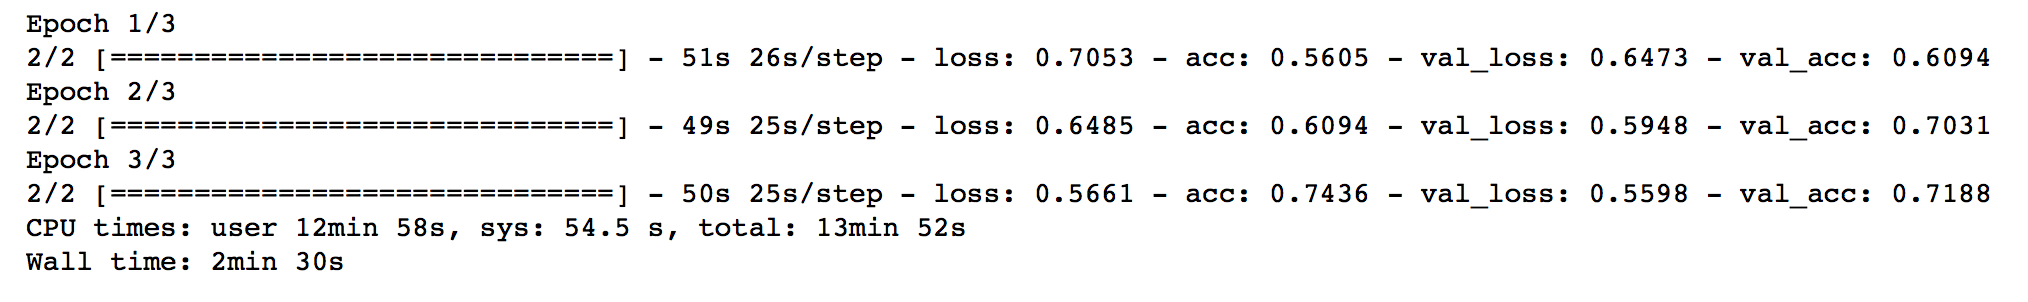 Epoch 1/3
2/2 [==============================] - 51s 26s/step - loss: 0.7053 - acc: 0.5605 - val_loss: 0.6473 - val_acc: 0.6094
Epoch 2/3
2/2 [==============================] - 49s 25s/step - loss: 0.6485 - acc: 0.6094 - val_loss: 0.5948 - val_acc: 0.7031
Epoch 3/3
2/2 [==============================] - 50s 25s/step - loss: 0.5661 - acc: 0.7436 - val_loss: 0.5598 - val_acc: 0.7188
CPU times: user 12min 58s, sys: 54.5 s, total: 13min 52s
Wall time: 2min 30s